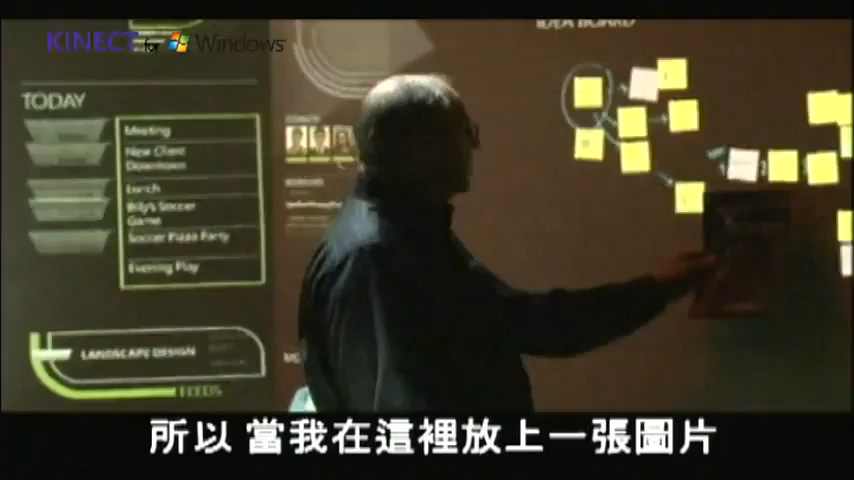 KINECT for Windows
IDEA BOARD
TODAY
Meeting
New Client
Downtown
Lunch
Billy's Soccer
Game
Soccer Pizza Party
Evening Play
LANDSCAPE DESIGN
FEEDS
所以 當我在這裡放上一張圖片